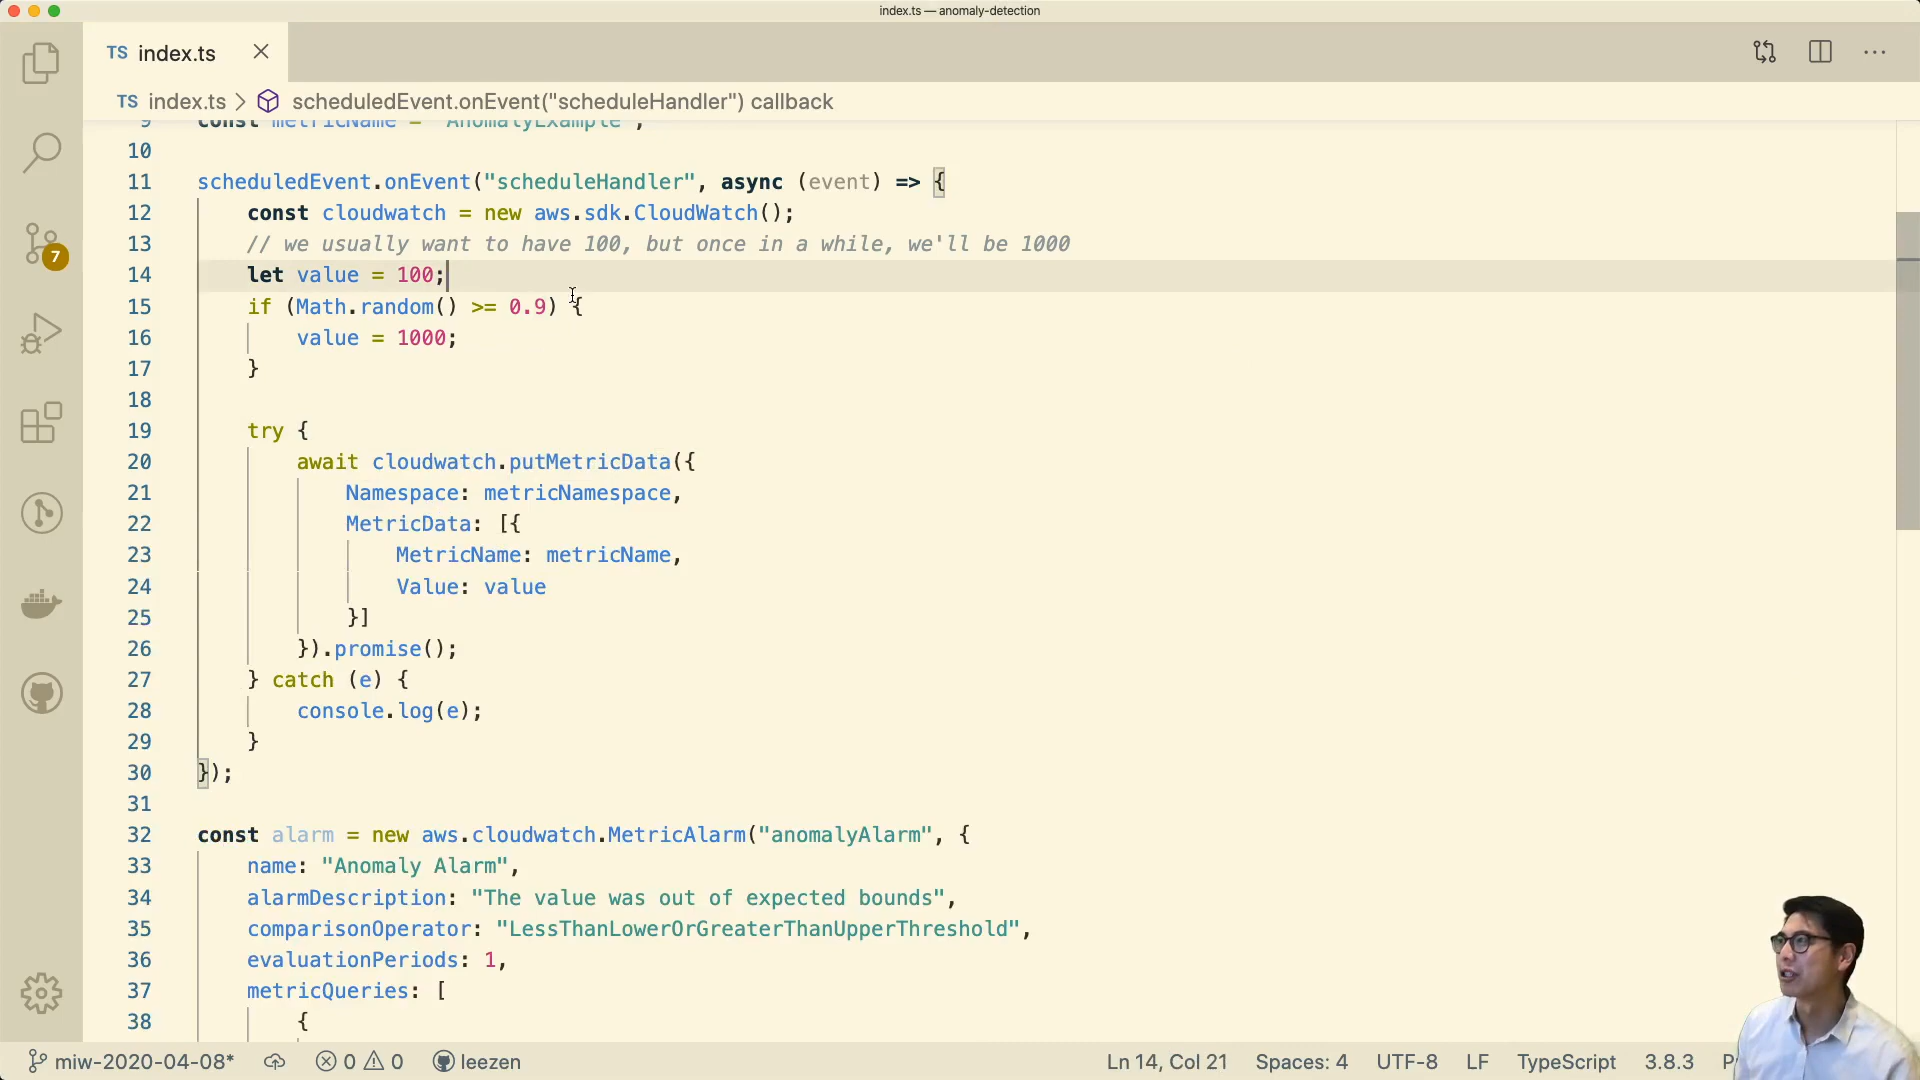 index.ts — anomaly-detection
TS index.ts
TS index.ts > scheduledEvent.onEvent("scheduleHandler") callback
9 const metricName = "AnomalyExample";
10
11 scheduledEvent.onEvent("scheduleHandler", async (event) => {
12 const cloudwatch = new aws.sdk.CloudWatch();
13 // we usually want to have 100, but once in a while, we'll be 1000
14 let value = 100;
15 if (Math.random() >= 0.9) {
16 value = 1000;
17 }
18
19 try {
20 await cloudwatch.putMetricData({
21 Namespace: metricNamespace,
22 MetricData: [{
23 MetricName: metricName,
24 Value: value
25 }]
26 }).promise();
27 } catch (e) {
28 console.log(e);
29 }
30 });
31
32 const alarm = new aws.cloudwatch.MetricAlarm("anomalyAlarm", {
33 name: "Anomaly Alarm",
34 alarmDescription: "The value was out of expected bounds",
35 comparisonOperator: "LessThanLowerOrGreaterThanUpperThreshold",
36 evaluationPeriods: 1,
37 metricQueries: [
38 {
7
miw-2020-04-08* 0 0 leezen Ln 14, Col 21 Spaces: 4 UTF-8 LF TypeScript 3.8.3